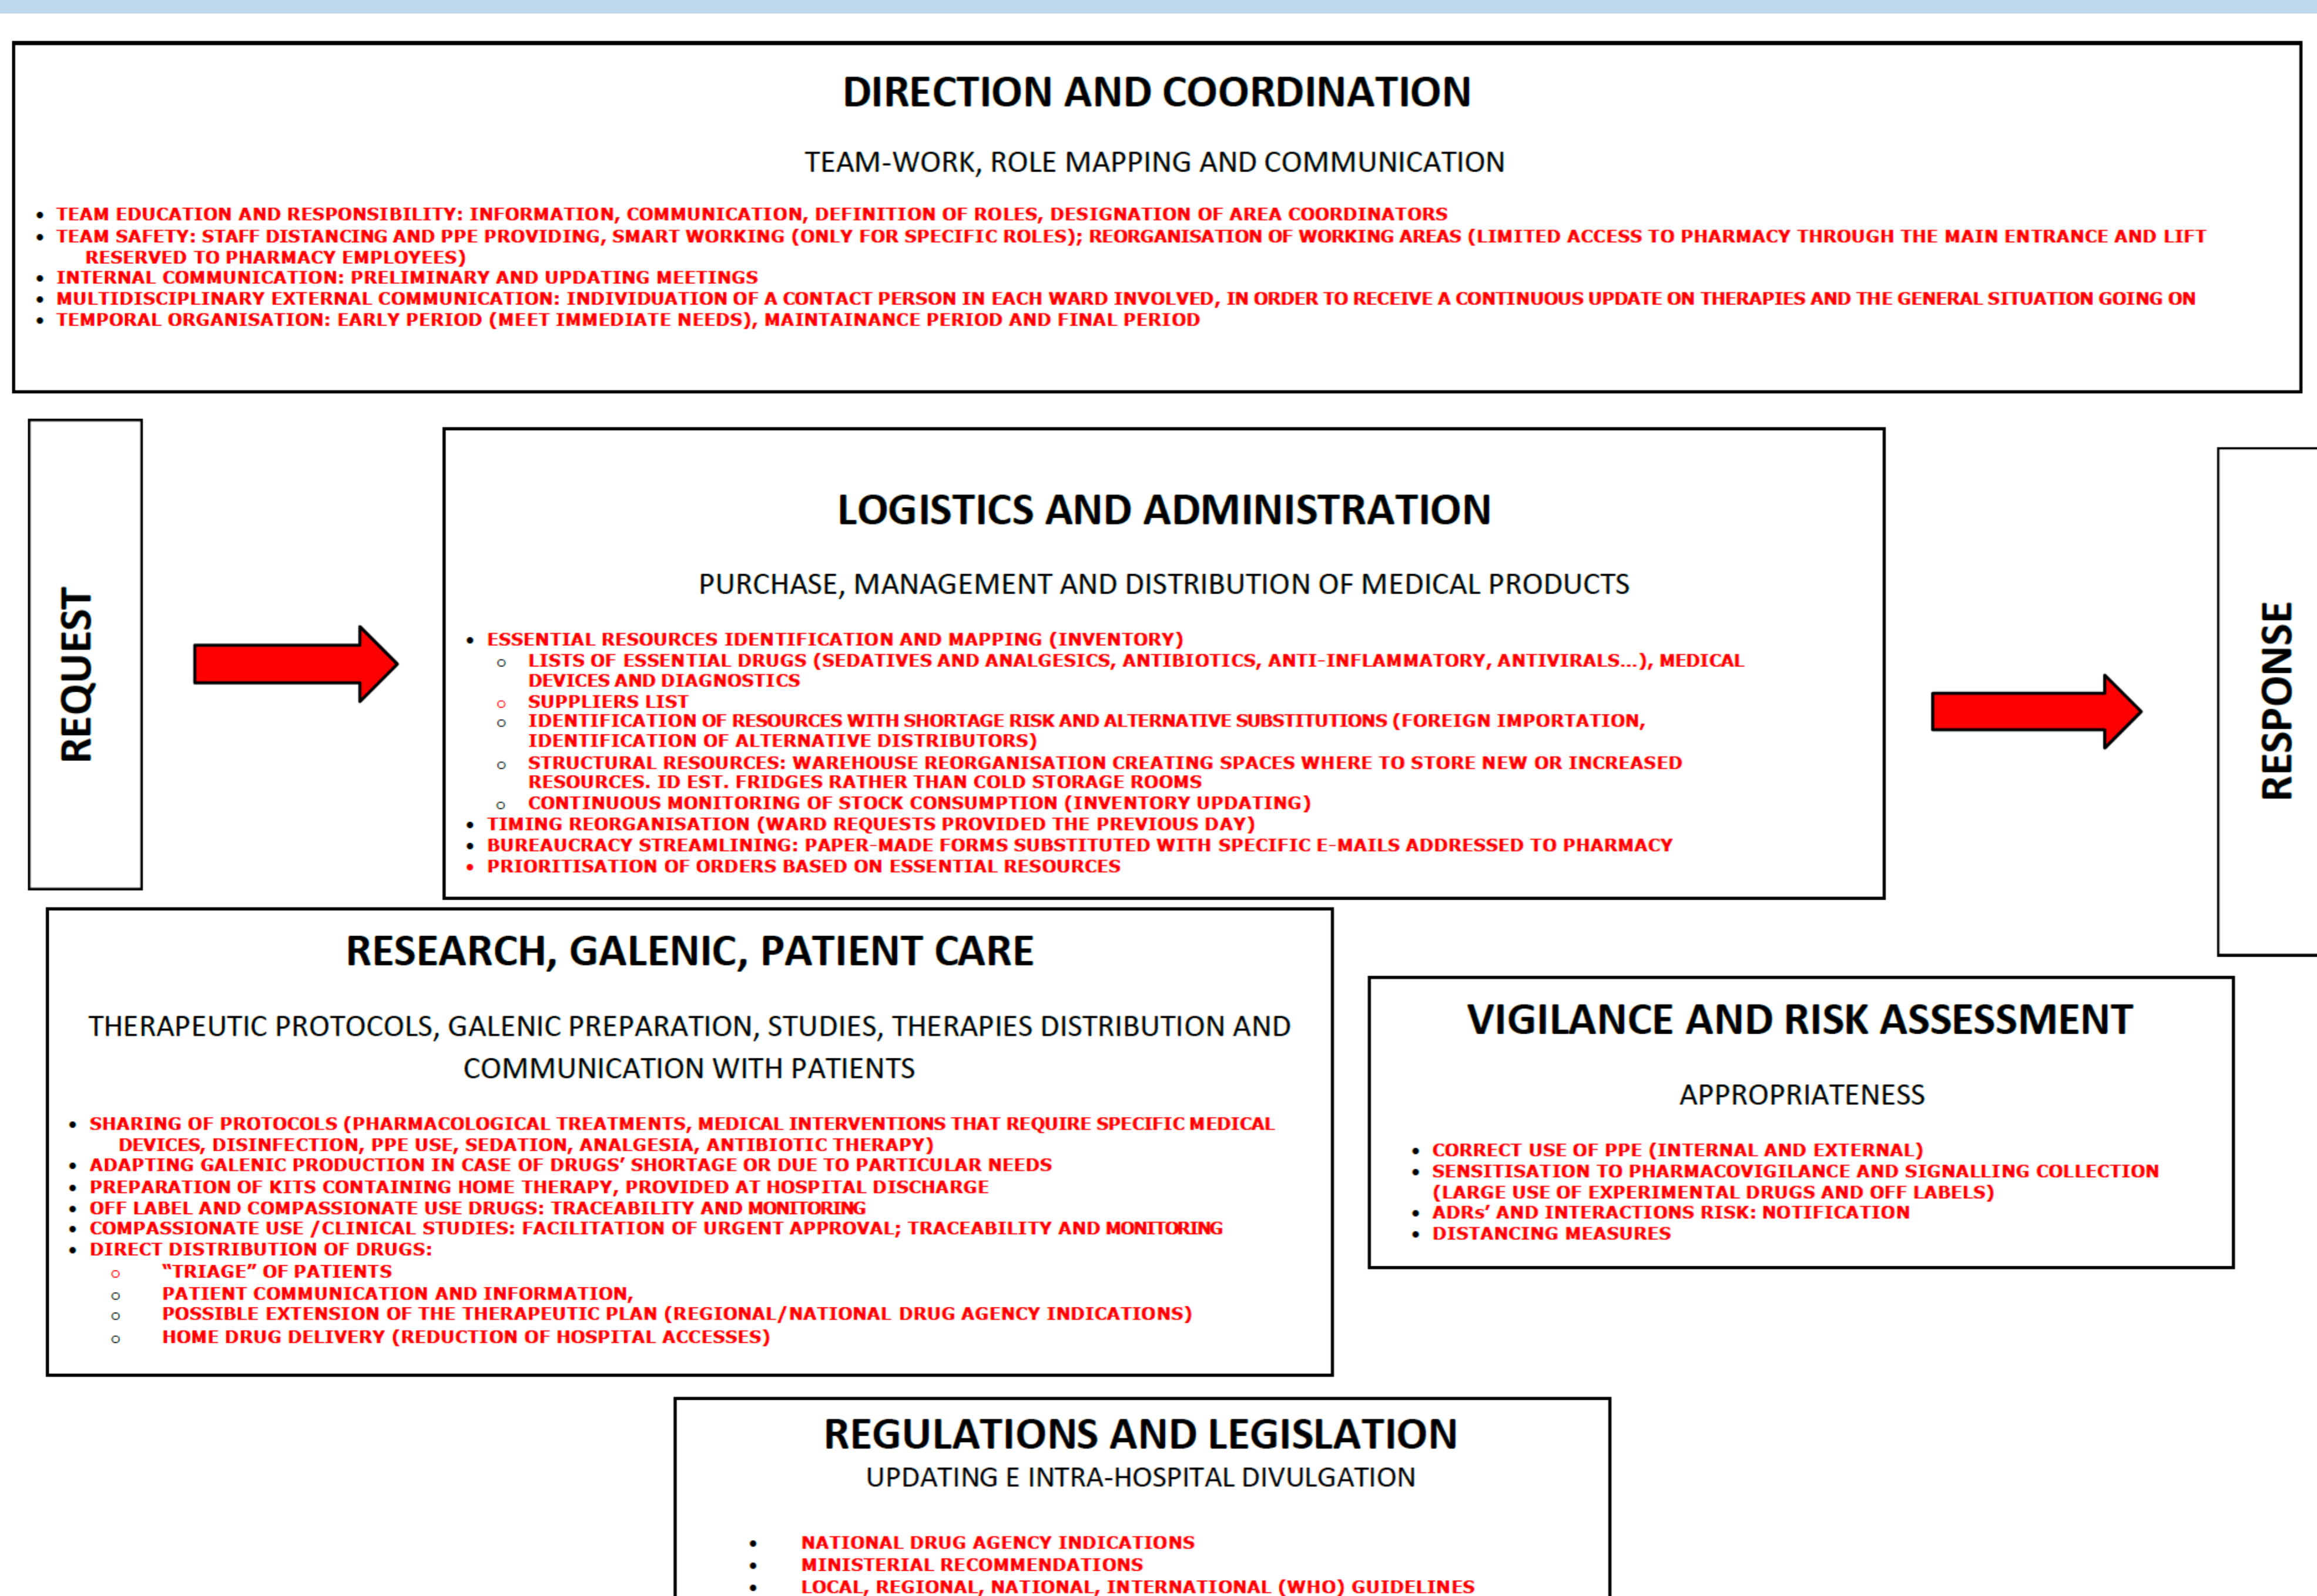 DIRECTION AND COORDINATION
TEAM-WORK, ROLE MAPPING AND COMMUNICATION
• TEAM EDUCATION AND RESPONSIBILITY: INFORMATION, COMMUNICATION, DEFINITION OF ROLES, DESIGNATION OF AREA COORDINATORS
• TEAM SAFETY: STAFF DISTANCING AND PPE PROVIDING, SMART WORKING (ONLY FOR SPECIFIC ROLES); REORGANISATION OF WORKING AREAS (LIMITED ACCESS TO PHARMACY THROUGH THE MAIN ENTRANCE AND LIFT
RESERVED TO PHARMACY EMPLOYEES)
• INTERNAL COMMUNICATION: PRELIMINARY AND UPDATING MEETINGS
• MULTIDISCIPLINARY EXTERNAL COMMUNICATION: INDIVIDUATION OF A CONTACT PERSON IN EACH WARD INVOLVED, IN ORDER TO RECEIVE A CONTINUOUS UPDATE ON THERAPIES AND THE GENERAL SITUATION GOING ON
• TEMPORAL ORGANISATION: EARLY PERIOD (MEET IMMEDIATE NEEDS), MAINTAINANCE PERIOD AND FINAL PERIOD
REQUEST
LOGISTICS AND ADMINISTRATION
PURCHASE, MANAGEMENT AND DISTRIBUTION OF MEDICAL PRODUCTS
• ESSENTIAL RESOURCES IDENTIFICATION AND MAPPING (INVENTORY)
○ LISTS OF ESSENTIAL DRUGS (SEDATIVES AND ANALGESICS, ANTIBIOTICS, ANTI-INFLAMMATORY, ANTIVIRALS...), MEDICAL
DEVICES AND DIAGNOSTICS
○ SUPPLIERS LIST
○ IDENTIFICATION OF RESOURCES WITH SHORTAGE RISK AND ALTERNATIVE SUBSTITUTIONS (FOREIGN IMPORTATION,
IDENTIFICATION OF ALTERNATIVE DISTRIBUTORS)
○ STRUCTURAL RESOURCES: WAREHOUSE REORGANISATION CREATING SPACES WHERE TO STORE NEW OR INCREASED
RESOURCES. ID EST. FRIDGES RATHER THAN COLD STORAGE ROOMS
○ CONTINUOUS MONITORING OF STOCK CONSUMPTION (INVENTORY UPDATING)
• TIMING REORGANISATION (WARD REQUESTS PROVIDED THE PREVIOUS DAY)
• BUREAUCRACY STREAMLINING: PAPER-MADE FORMS SUBSTITUTED WITH SPECIFIC E-MAILS ADDRESSED TO PHARMACY
• PRIORITISATION OF ORDERS BASED ON ESSENTIAL RESOURCES
RESPONSE
RESEARCH, GALENIC, PATIENT CARE
THERAPEUTIC PROTOCOLS, GALENIC PREPARATION, STUDIES, THERAPIES DISTRIBUTION AND
COMMUNICATION WITH PATIENTS
• SHARING OF PROTOCOLS (PHARMACOLOGICAL TREATMENTS, MEDICAL INTERVENTIONS THAT REQUIRE SPECIFIC MEDICAL
DEVICES, DISINFECTION, PPE USE, SEDATION, ANALGESIA, ANTIBIOTIC THERAPY)
• ADAPTING GALENIC PRODUCTION IN CASE OF DRUGS’ SHORTAGE OR DUE TO PARTICULAR NEEDS
• PREPARATION OF KITS CONTAINING HOME THERAPY, PROVIDED AT HOSPITAL DISCHARGE
• OFF LABEL AND COMPASSIONATE USE DRUGS: TRACEABILITY AND MONITORING
• COMPASSIONATE USE /CLINICAL STUDIES: FACILITATION OF URGENT APPROVAL; TRACEABILITY AND MONITORING
• DIRECT DISTRIBUTION OF DRUGS:
○ “TRIAGE” OF PATIENTS
○ PATIENT COMMUNICATION AND INFORMATION,
○ POSSIBLE EXTENSION OF THE THERAPEUTIC PLAN (REGIONAL/NATIONAL DRUG AGENCY INDICATIONS)
○ HOME DRUG DELIVERY (REDUCTION OF HOSPITAL ACCESSES)
VIGILANCE AND RISK ASSESSMENT
APPROPRIATENESS
• CORRECT USE OF PPE (INTERNAL AND EXTERNAL)
• SENSITISATION TO PHARMACOVIGILANCE AND SIGNALLING COLLECTION
(LARGE USE OF EXPERIMENTAL DRUGS AND OFF LABELS)
• ADRs’ AND INTERACTIONS RISK: NOTIFICATION
• DISTANCING MEASURES
REGULATIONS AND LEGISLATION
UPDATING E INTRA-HOSPITAL DIVULGATION
• NATIONAL DRUG AGENCY INDICATIONS
• MINISTERIAL RECOMMENDATIONS
• LOCAL, REGIONAL, NATIONAL, INTERNATIONAL (WHO) GUIDELINES